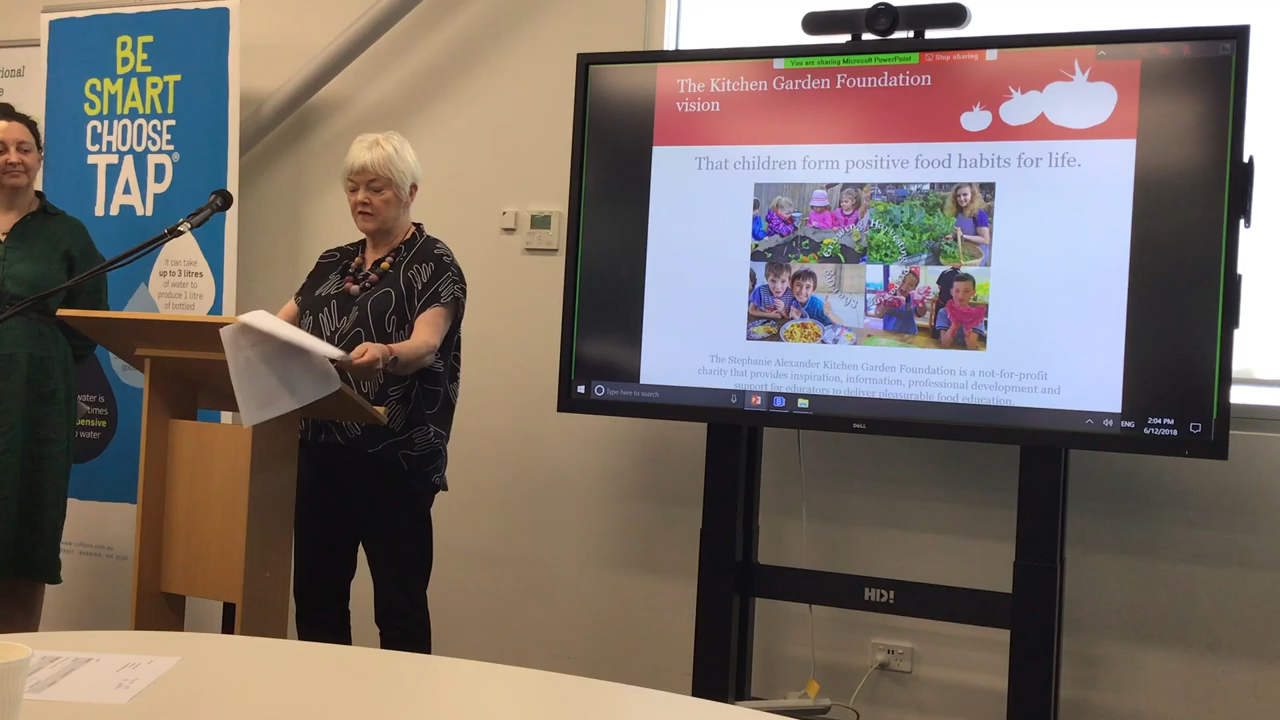 tional
e
BE
SMART
CHOOSE
TAP®
It can take
up to 3 litres
of water to
produce 1 litre
of bottled
water is
times
ensive
water
You are sharing Microsoft PowerPoint
Stop sharing
The Kitchen Garden Foundation
vision
That children form positive food habits for life.
The Stephanie Alexander Kitchen Garden Foundation is a not-for-profit
charity that provides inspiration, information, professional development and
support for educators to deliver pleasurable food education.
Type here to search
ENG
2:04 PM
6/12/2018
DELL
HD!